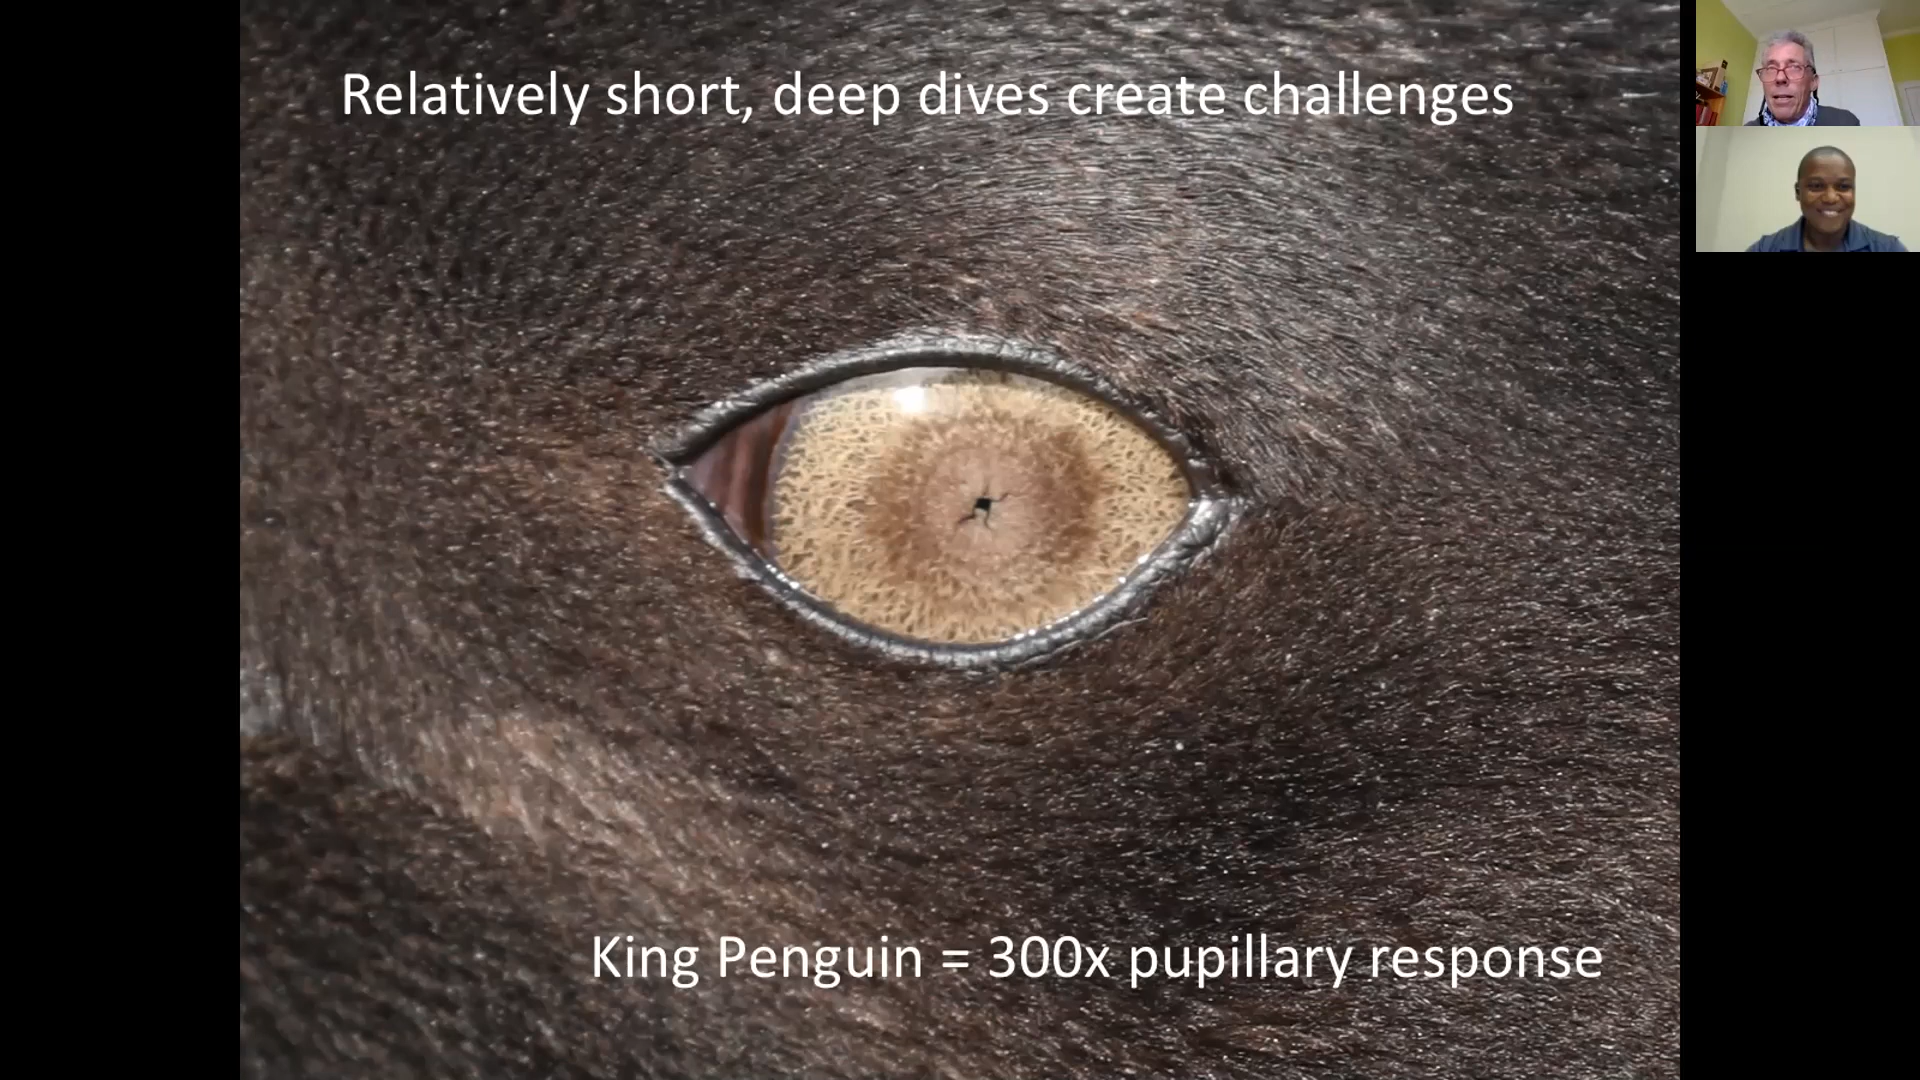 Relatively short, deep dives create challenges
King Penguin = 300x pupillary response